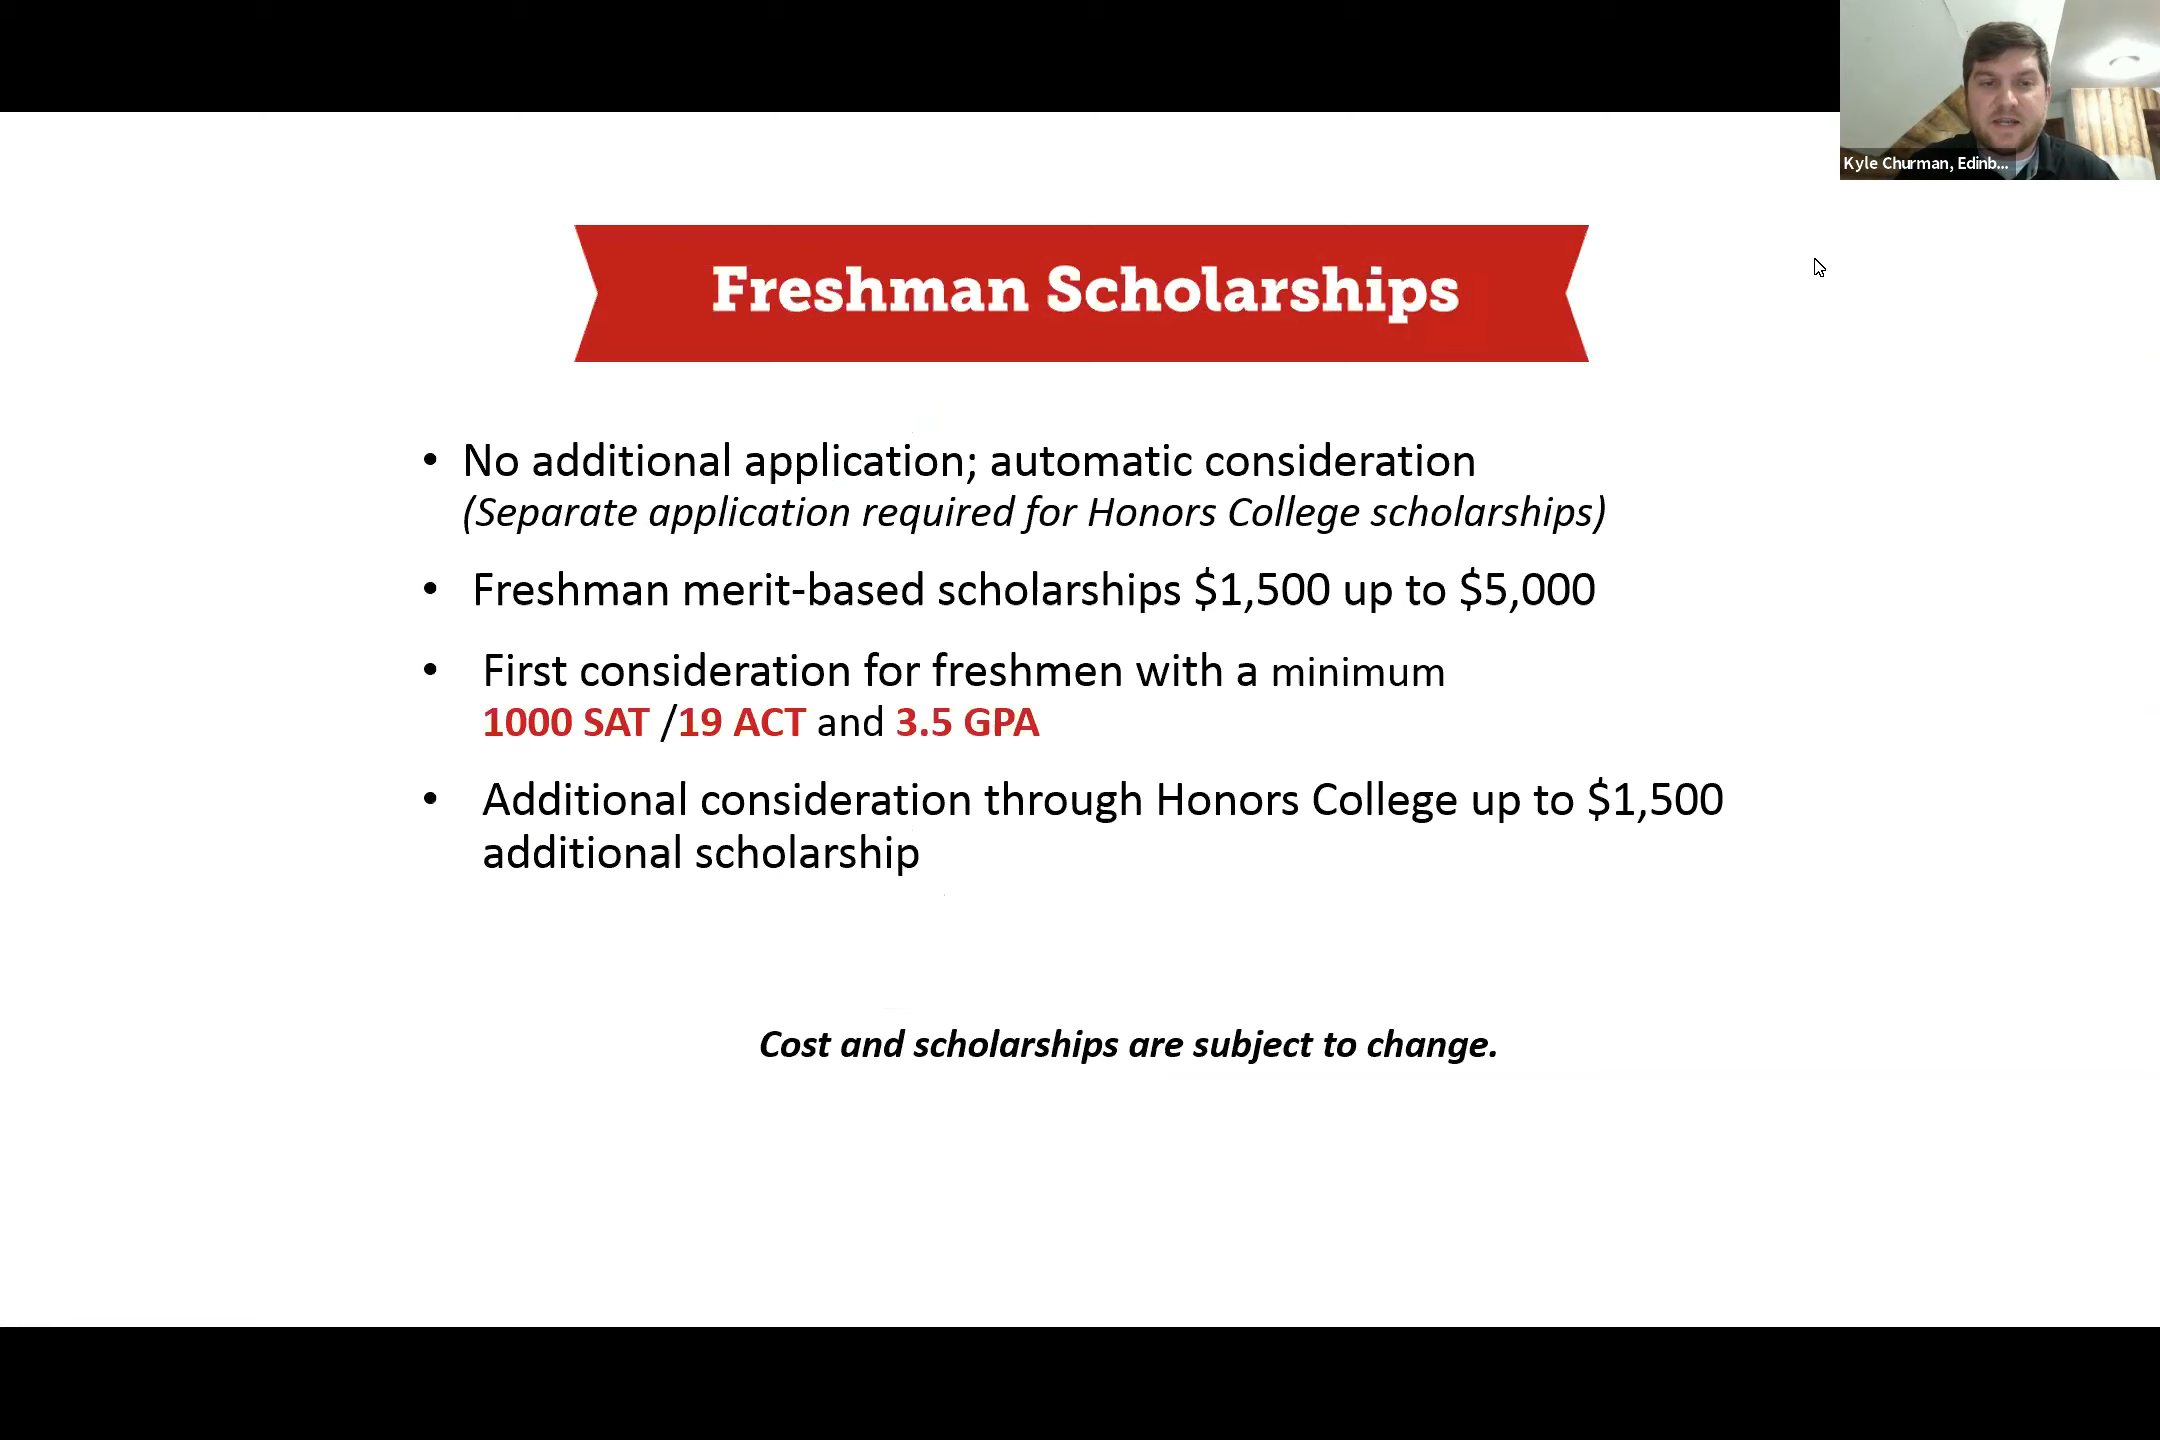 Kyle Churman, Edinb...
Freshman Scholarships
• No additional application; automatic consideration
(Separate application required for Honors College scholarships)
• Freshman merit-based scholarships $1,500 up to $5,000
• First consideration for freshmen with a minimum
1000 SAT /19 ACT and 3.5 GPA
• Additional consideration through Honors College up to $1,500
additional scholarship
Cost and scholarships are subject to change.